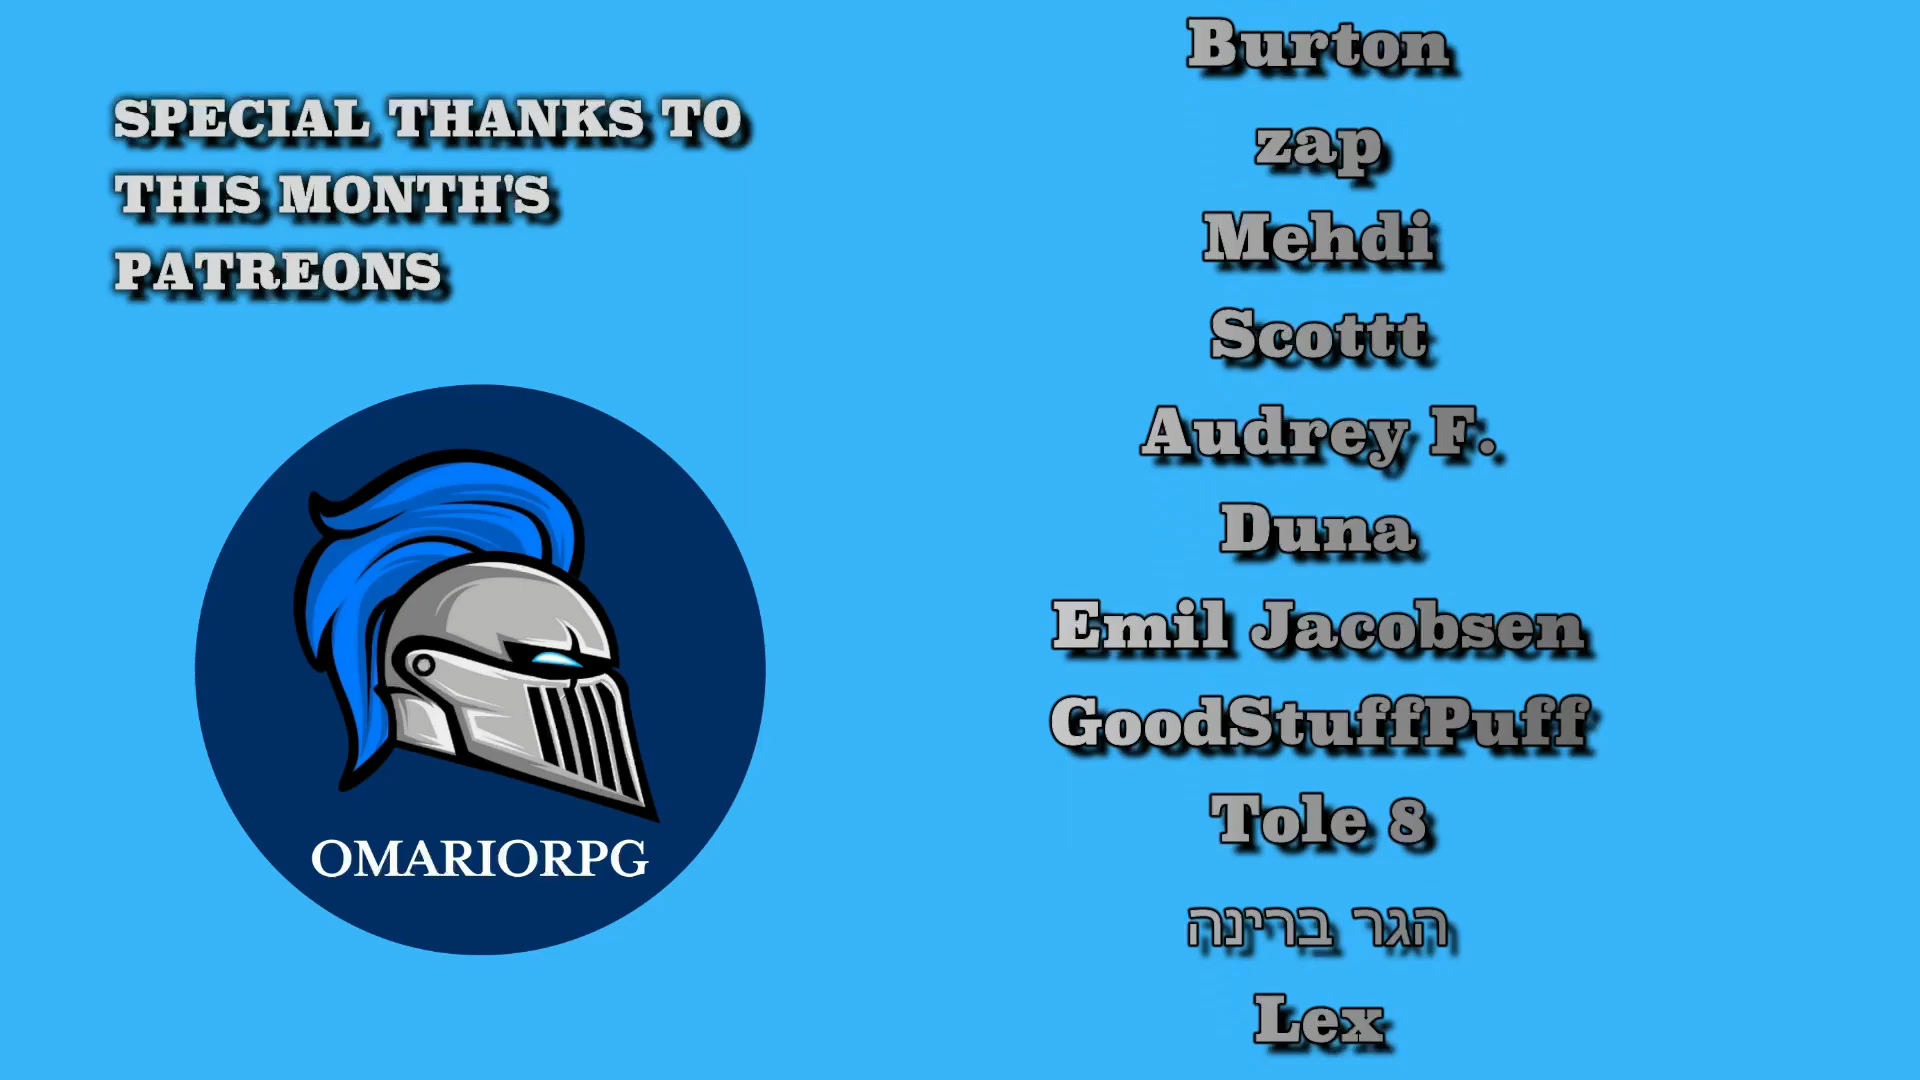 SPECIAL THANKS TO
THIS MONTH'S
PATREONS
OMARIORPG
Burton
zap
Mehdi
Scottt
Audrey F.
Duna
Emil Jacobsen
GoodStuffPuff
Tole 8
הגר ברינה
Lex